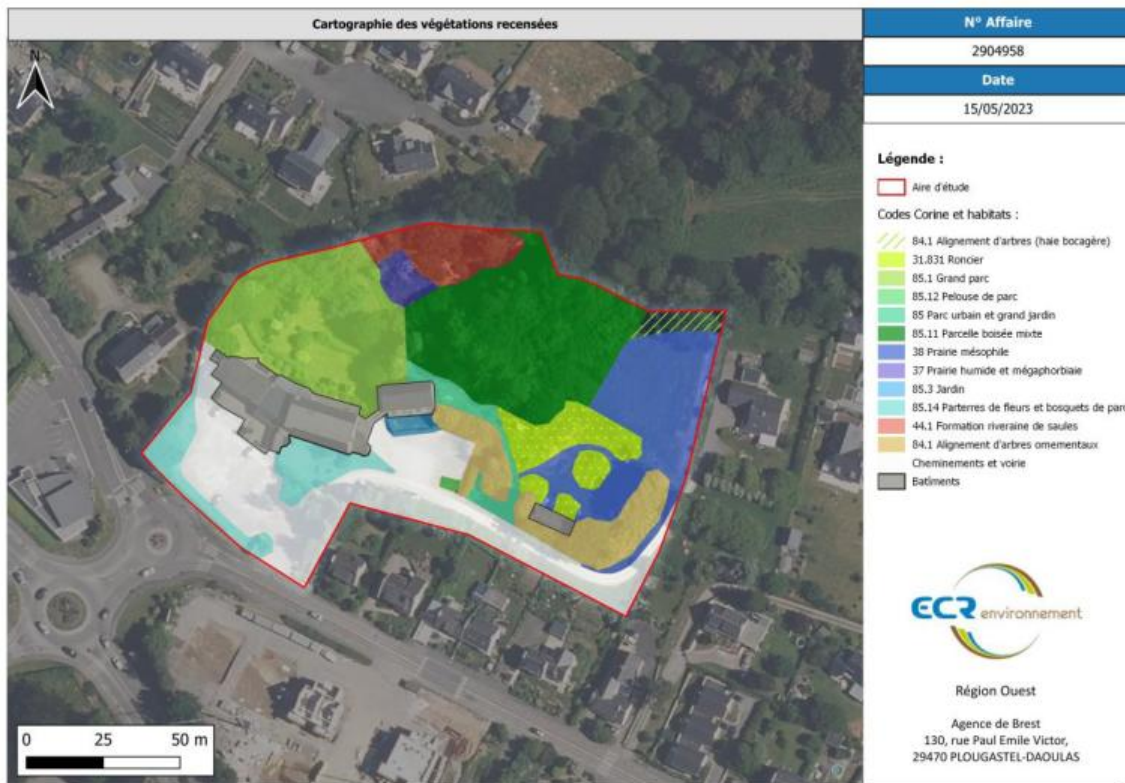 Cartographie des végétations recensées
N
0 25 50 m
N° Affaire
2904958
Date
15/05/2023
Légende :
Aire d'étude
Codes Corine et habitats :
84.1 Alignement d'arbres (haie bocagère)
31.831 Roncier
85.1 Grand parc
85.12 Pelouse de parc
85 Parc urbain et grand jardin
85.11 Parcelle boisée mixte
38 Prairie mésophile
37 Prairie humide et mégaphorbiaie
85.3 Jardin
85.14 Parterres de fleurs et bosquets de parc
44.1 Formation riveraine de saules
84.1 Alignement d'arbres ornementaux
Cheminements et voirie
Batîments
ECR environnement
Région Ouest
Agence de Brest
130, rue Paul Emile Victor,
29470 PLOUGASTEL-DAOULAS